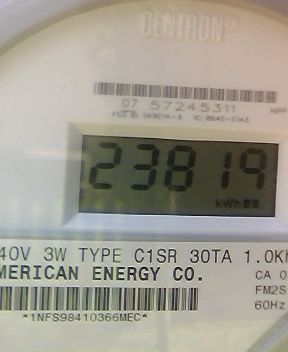 CENTRON®
07 57245311
23819
kWh
40V 3W TYPE C1SR 30TA 1.0Kh
MERICAN ENERGY CO.
CA 0
FM2S
60Hz
*1NFS98410366MEC*